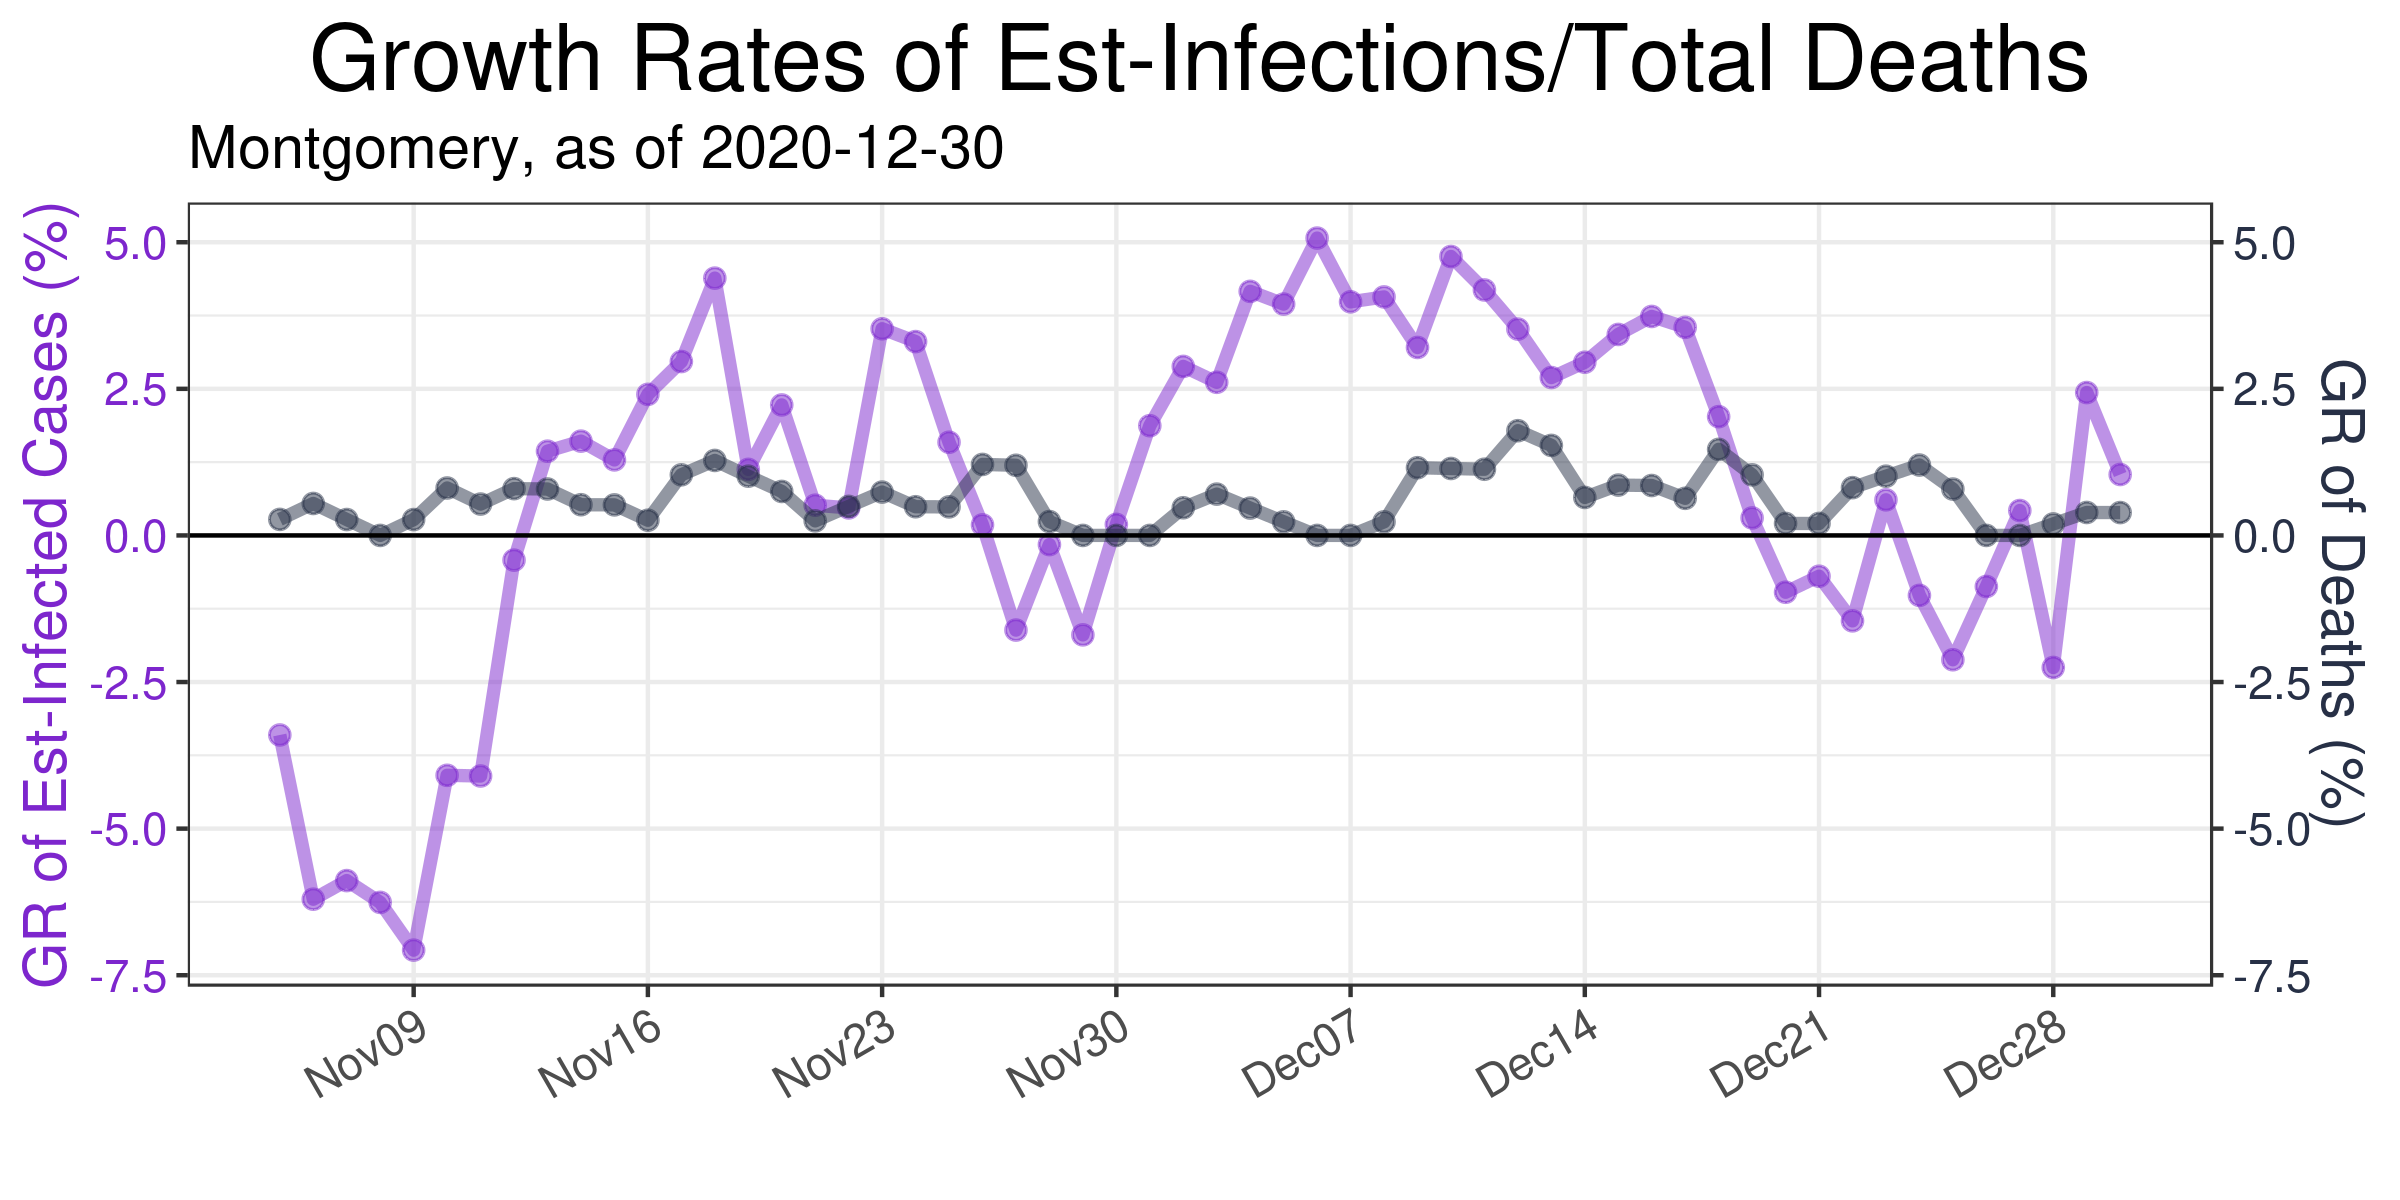 Growth Rates of Est-Infections/Total Deaths
Montgomery, as of 2020-12-30
GR of Est-Infected Cases (%)
5.0
2.5
0.0
-2.5
-5.0
-7.5
5.0
2.5
0.0
-2.5
-5.0
-7.5
GR of Deaths (%)
Nov09
Nov16
Nov23
Nov30
Dec07
Dec14
Dec21
Dec28